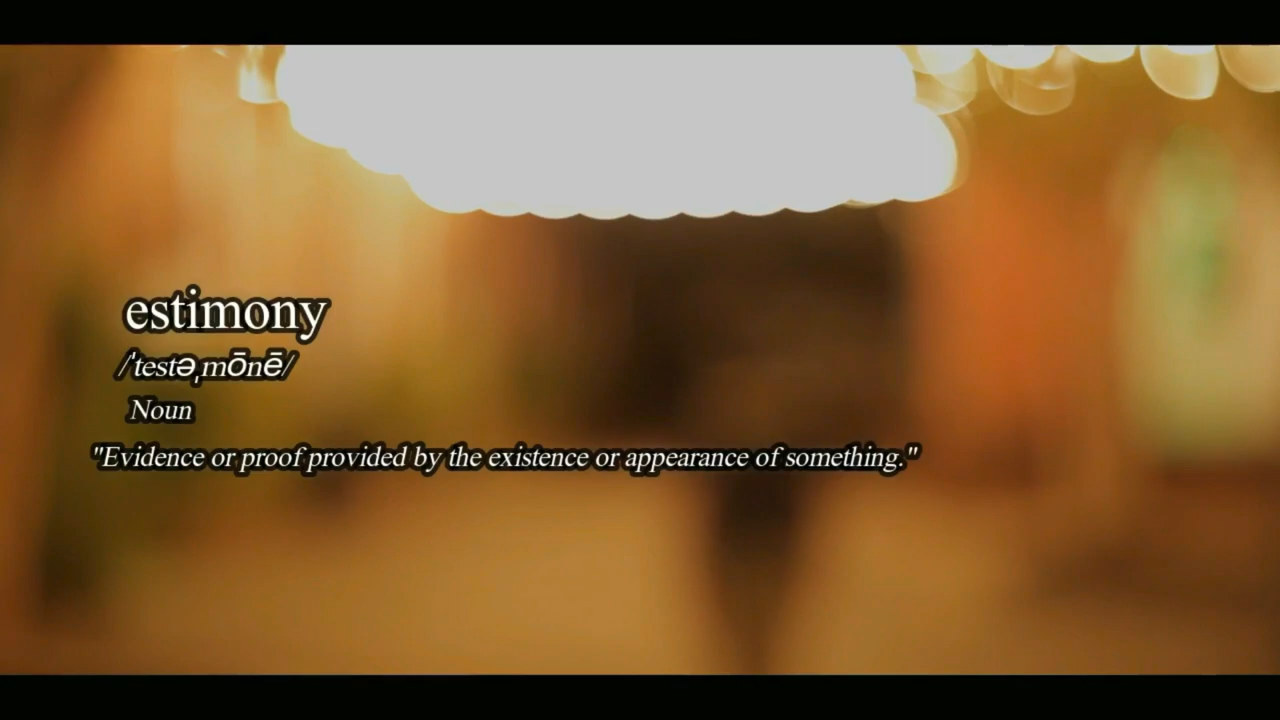 estimony
/ˈtestəˌmōnē/
Noun
"Evidence or proof provided by the existence or appearance of something."